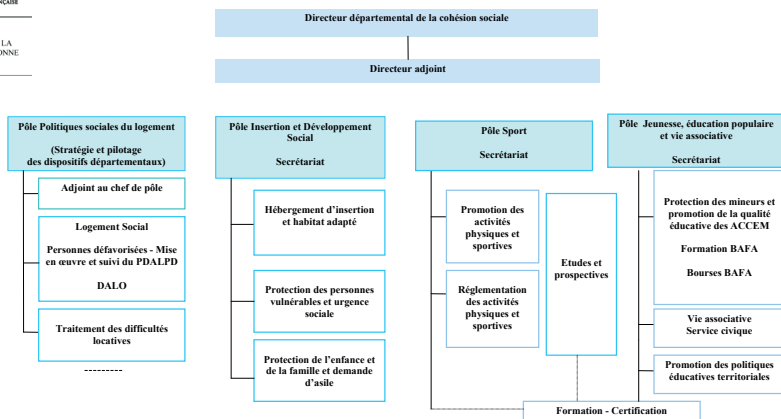 FRANÇAISE
LA
ONNE
Directeur départemental de la cohésion sociale
Directeur adjoint
Pôle Politiques sociales du logement
(Stratégie et pilotage
des dispositifs départementaux)
Adjoint au chef de pôle
Logement Social
Personnes défavorisées - Mise
en œuvre et suivi du PDALPD
DALO
Traitement des difficultés
locatives
---------
Pôle Insertion et Développement
Social
Secrétariat
Hébergement d’insertion
et habitat adapté
Protection des personnes
vulnérables et urgence
sociale
Protection de l’enfance et
de la famille et demande
d’asile
Pôle Sport
Secrétariat
Promotion des
activités
physiques et
sportives
Réglementation
des activités
physiques et
sportives
Etudes et
prospectives
Pôle Jeunesse, éducation populaire
et vie associative
Secrétariat
Protection des mineurs et
promotion de la qualité
éducative des ACCEM
Formation BAFA
Bourses BAFA
Vie associative
Service civique
Promotion des politiques
éducatives territoriales
Formation - Certification